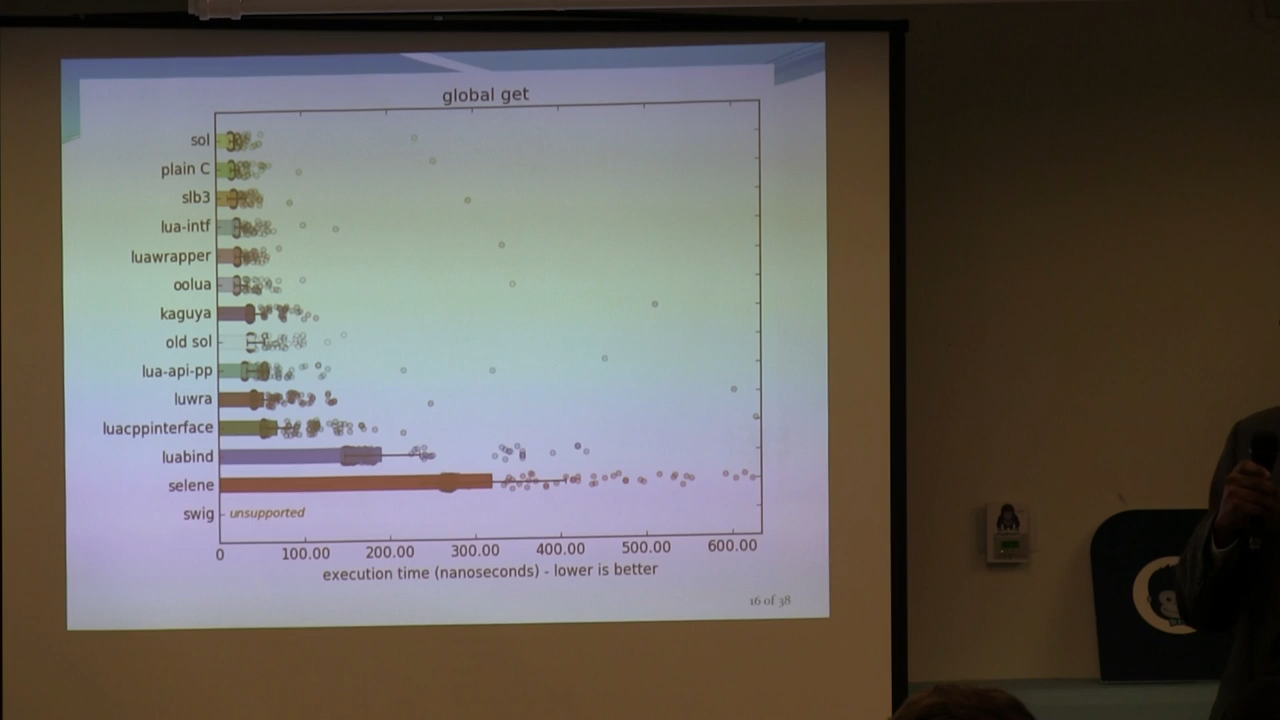 global get
sol
plain C
slb3
lua-intf
luawrapper
oolua
kaguya
old sol
lua-api-pp
luwra
luacppinterface
luabind
selene
swig unsupported
0 100.00 200.00 300.00 400.00 500.00 600.00
execution time (nanoseconds) - lower is better
16 of 38